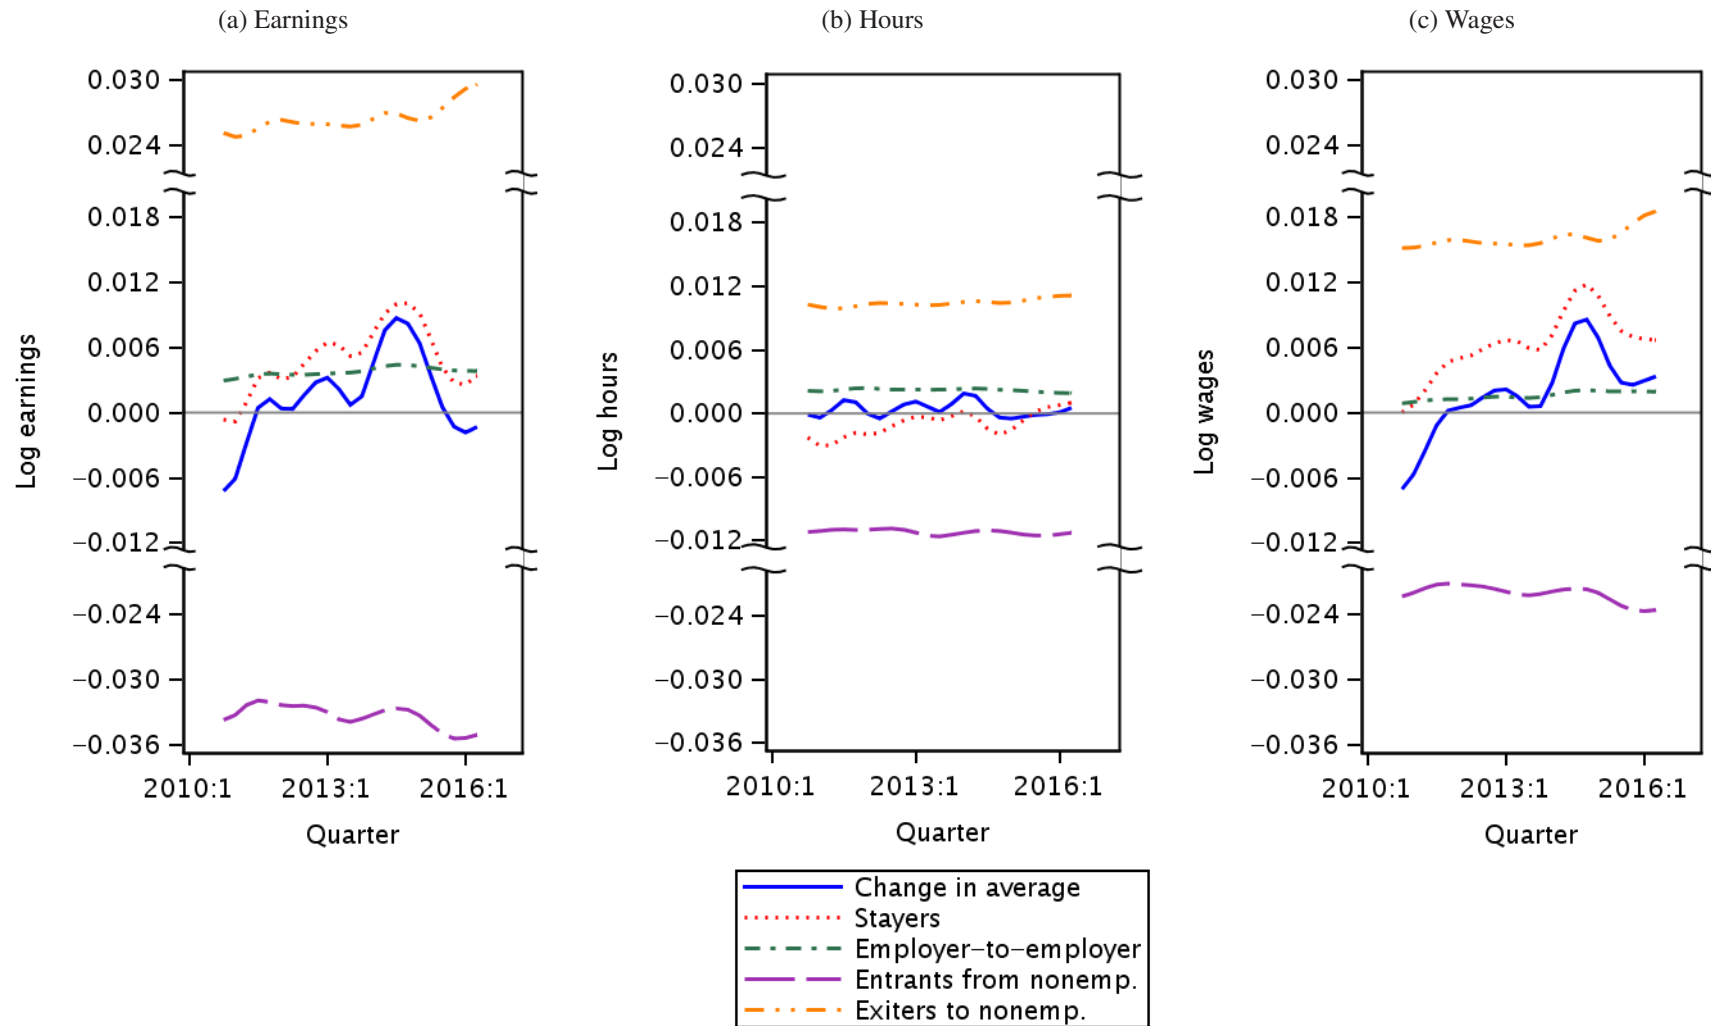 (a) Earnings
0.030
0.024
0.018
0.012
0.006
0.000
−0.006
−0.012
−0.024
−0.030
−0.036
Log earnings
2010:1 2013:1 2016:1
Quarter
(b) Hours
0.030
0.024
0.018
0.012
0.006
0.000
−0.006
−0.012
−0.024
−0.030
−0.036
Log hours
2010:1 2013:1 2016:1
Quarter
(c) Wages
0.030
0.024
0.018
0.012
0.006
0.000
−0.006
−0.012
−0.024
−0.030
−0.036
Log wages
2010:1 2013:1 2016:1
Quarter
Change in average
Stayers
Employer−to−employer
Entrants from nonemp.
Exiters to nonemp.